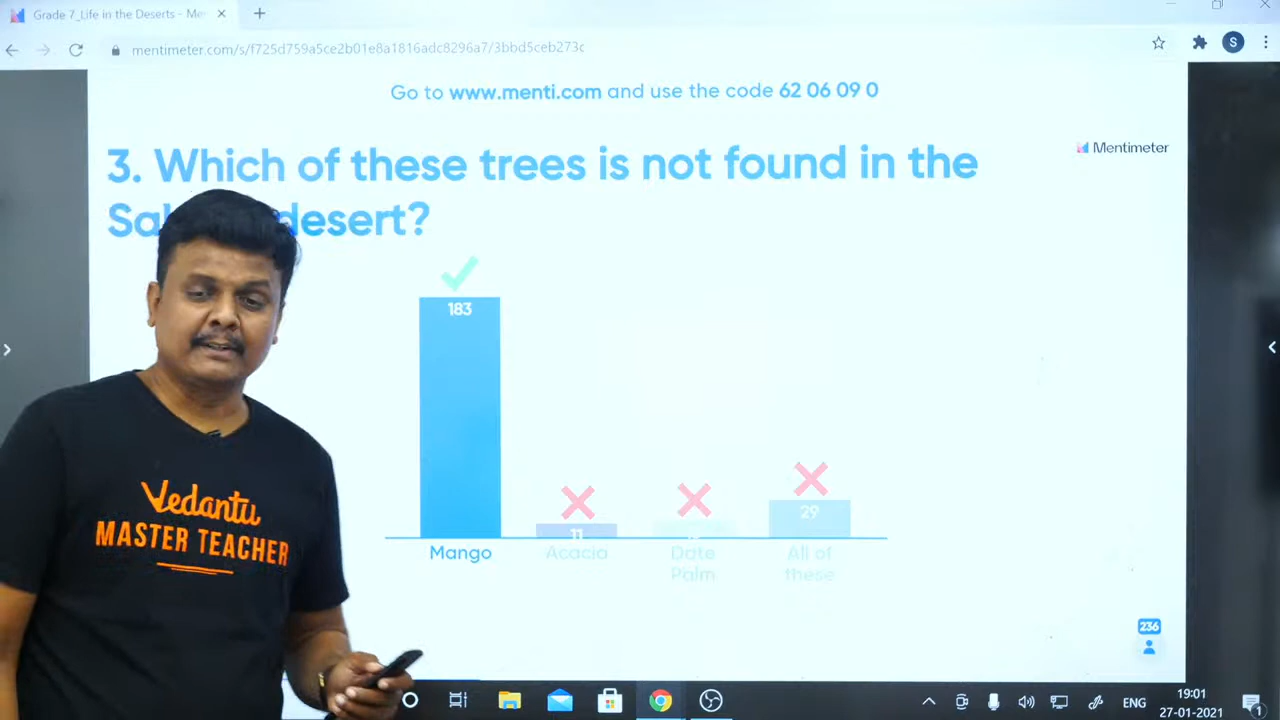 Grade 7_Life in the Deserts - Me
mentimeter.com/s/f725d759a5ce2b01e8a1816adc8296a7/3bbd5ceb273c
S
Go to www.menti.com and use the code 62 06 09 0
3. Which of these trees is not found in the
desert?
Mentimeter
183
11
29
Mango
Acacia
Date
Palm
All of
these
Vedantu
MASTER TEACHER
236
ENG
19:01
27-01-2021
1